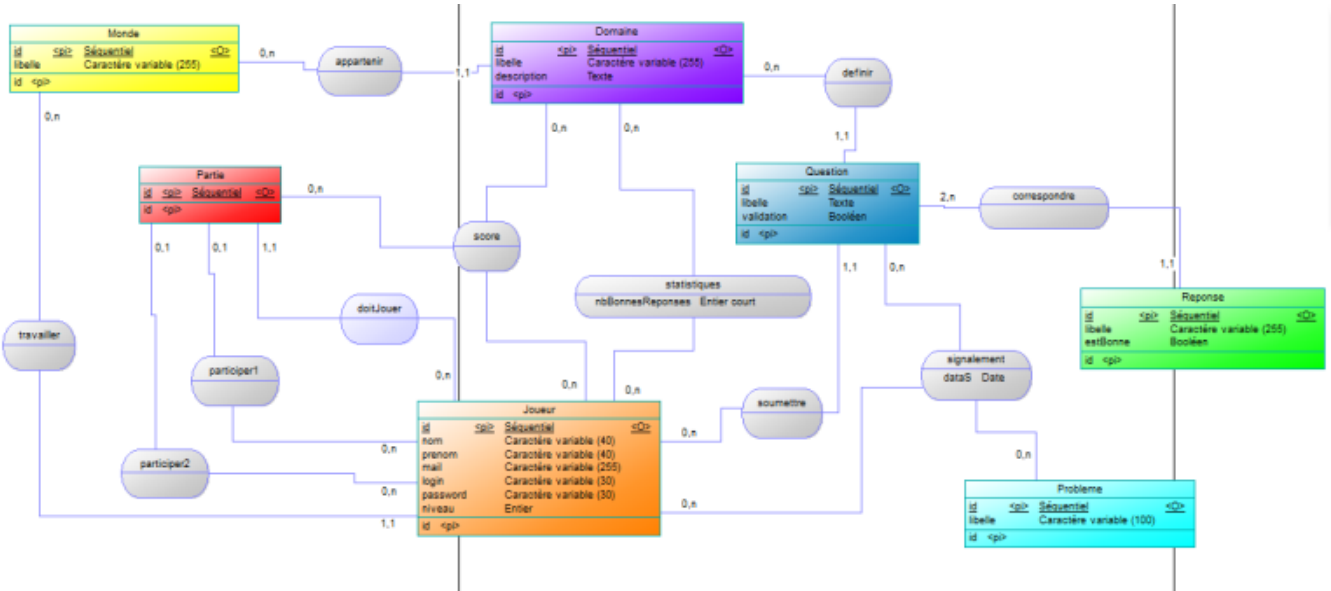 Monde
id <pi> Séquentiel <O>
libelle Caractère variable (255)
id <pi>
0,n
appartenir
1,1
Domaine
id <pi> Séquentiel <O>
libelle Caractère variable (255)
description Texte
id <pi>
0,n
definir
1,1
0,n
0,n
0,n
Partie
id <pi> Séquentiel <O>
id <pi>
0,n
0,1
0,1
1,1
score
Question
id <pi> Séquentiel <O>
libelle Texte
validation Booléen
id <pi>
2,n
correspondre
1,1
1,1
0,n
statistiques
nbBonnesReponses Entier court
doitJouer
travailler
participer1
participer2
0,n
0,n
0,n
Reponse
id <pi> Séquentiel <O>
libelle Caractère variable (255)
estBonne Booléen
id <pi>
signalement
dataS Date
soumettre
Joueur
id <pi> Séquentiel <O>
nom Caractère variable (40)
prenom Caractère variable (40)
mail Caractère variable (255)
login Caractère variable (30)
password Caractère variable (30)
niveau Entier
id <pi>
0,n
0,n
1,1
0,n
0,n
0,n
Probleme
id <pi> Séquentiel <O>
libelle Caractère variable (100)
id <pi>